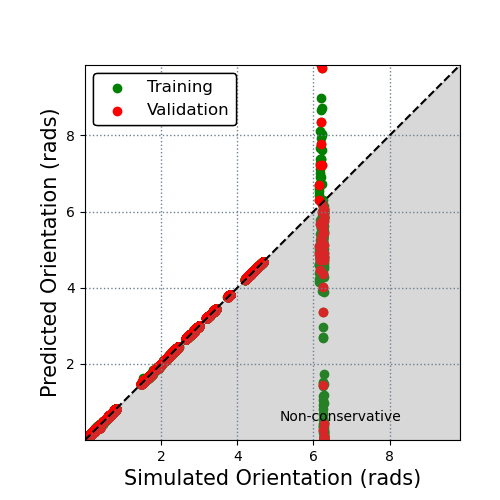 Training
Validation
8
6
4
2
Predicted Orientation (rads)
Non-conservative
2
4
6
8
Simulated Orientation (rads)